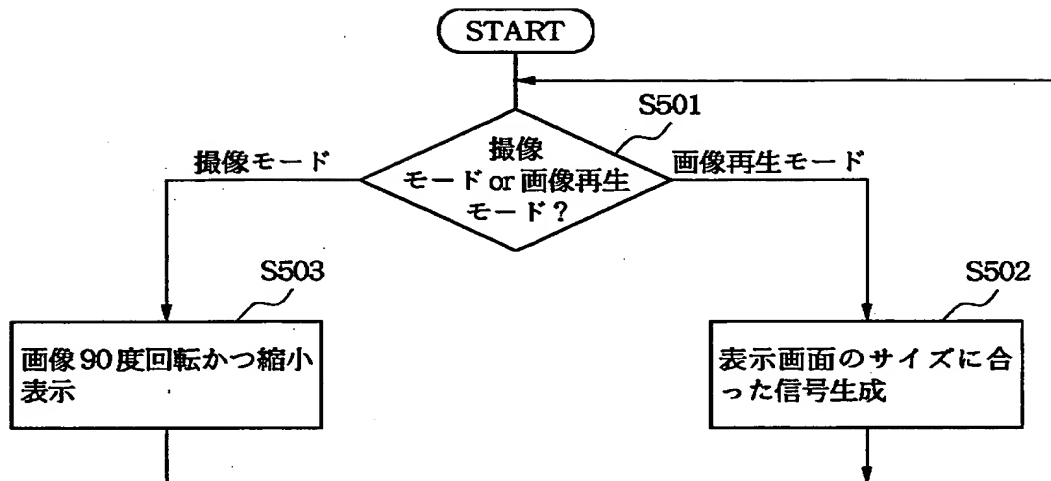 START
S501
撮像
モード or 画像再生
モード?
撮像モード
画像再生モード
S503
画像90度回転かつ縮小
表示
S502
表示画面のサイズに合
った信号生成